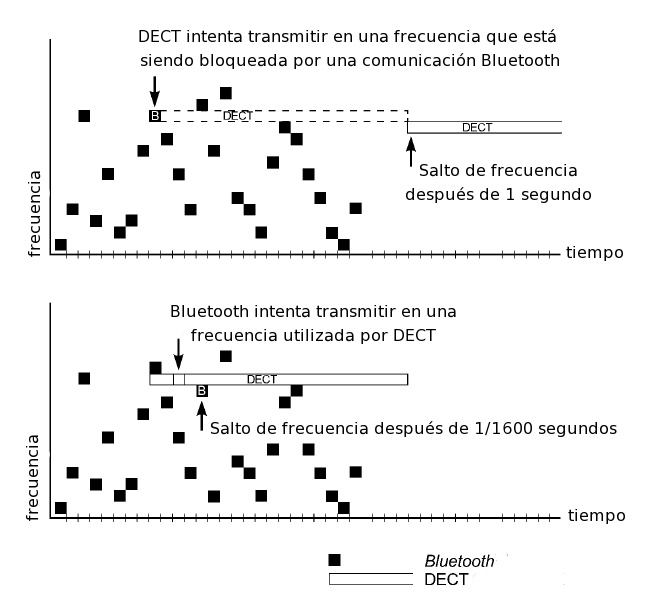 DECT intenta transmitir en una frecuencia que está
siendo bloqueada por una comunicación Bluetooth
B
DECT
DECT
Salto de frecuencia
después de 1 segundo
frecuencia
tiempo
Bluetooth intenta transmitir en una
frecuencia utilizada por DECT
DECT
B
Salto de frecuencia después de 1/1600 segundos
frecuencia
tiempo
Bluetooth
DECT